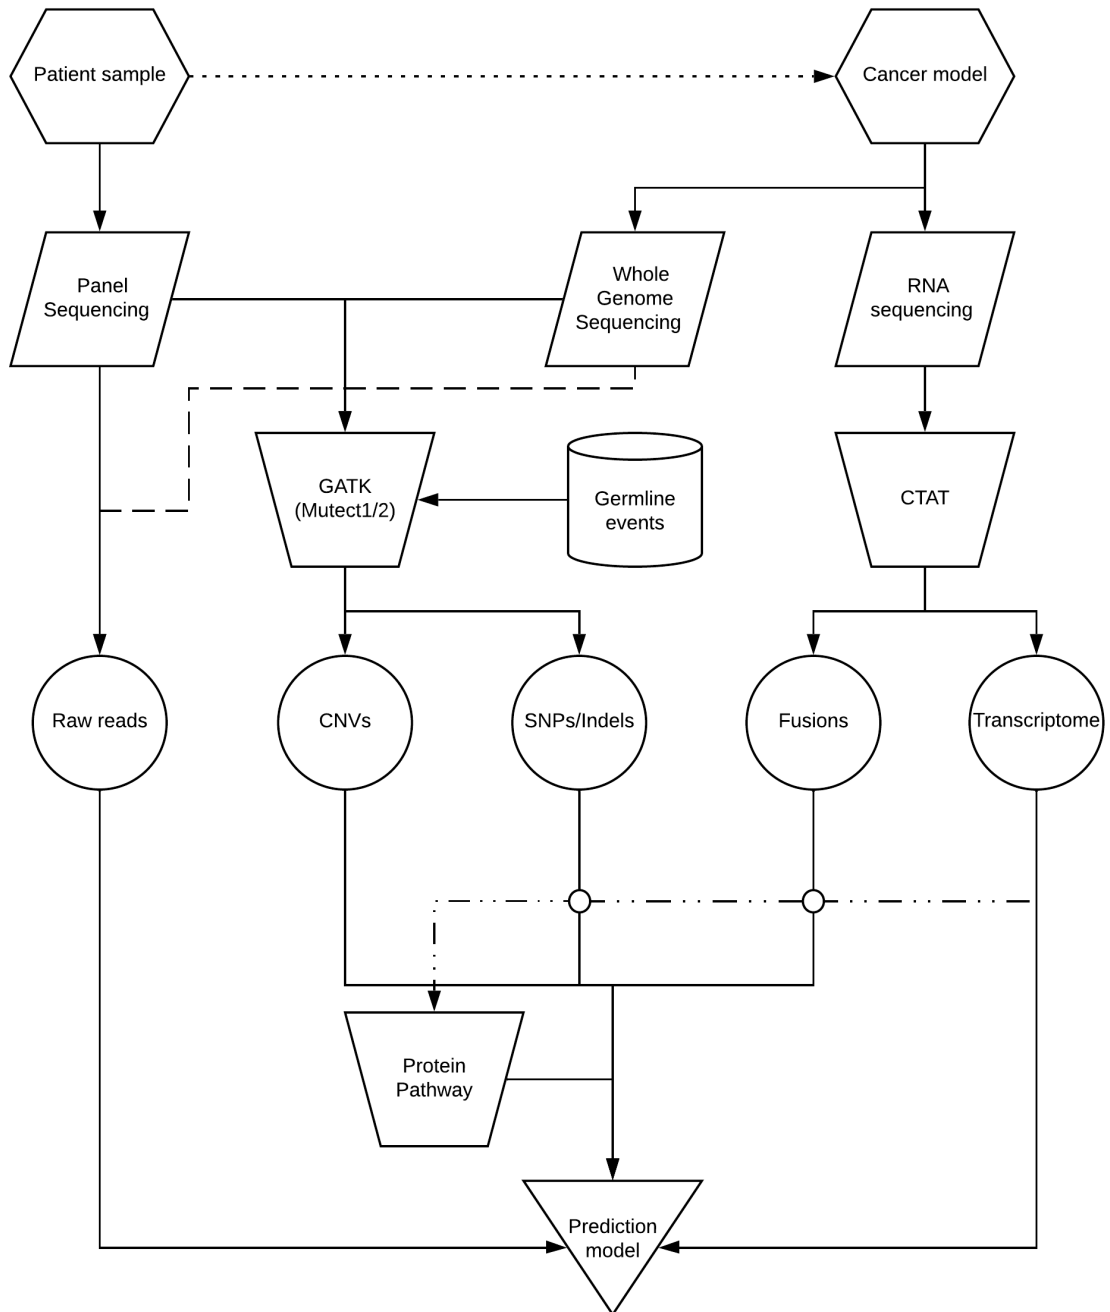 Patient sample
Cancer model
Panel
Sequencing
Whole
Genome
Sequencing
RNA
sequencing
GATK
(Mutect1/2)
Germline
events
CTAT
Raw reads
CNVs
SNPs/Indels
Fusions
Transcriptome
Protein
Pathway
Prediction
model